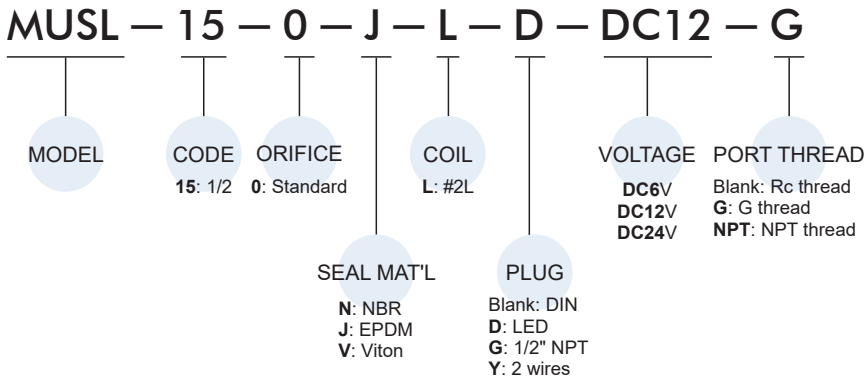 MUSL — 15 — 0 — J — L — D — DC12 — G
MODEL
CODE
15: 1/2
ORIFICE
0: Standard
SEAL MAT'L
N: NBR
J: EPDM
V: Viton
COIL
L: #2L
PLUG
Blank: DIN
D: LED
G: 1/2" NPT
Y: 2 wires
VOLTAGE
DC6V
DC12V
DC24V
PORT THREAD
Blank: Rc thread
G: G thread
NPT: NPT thread